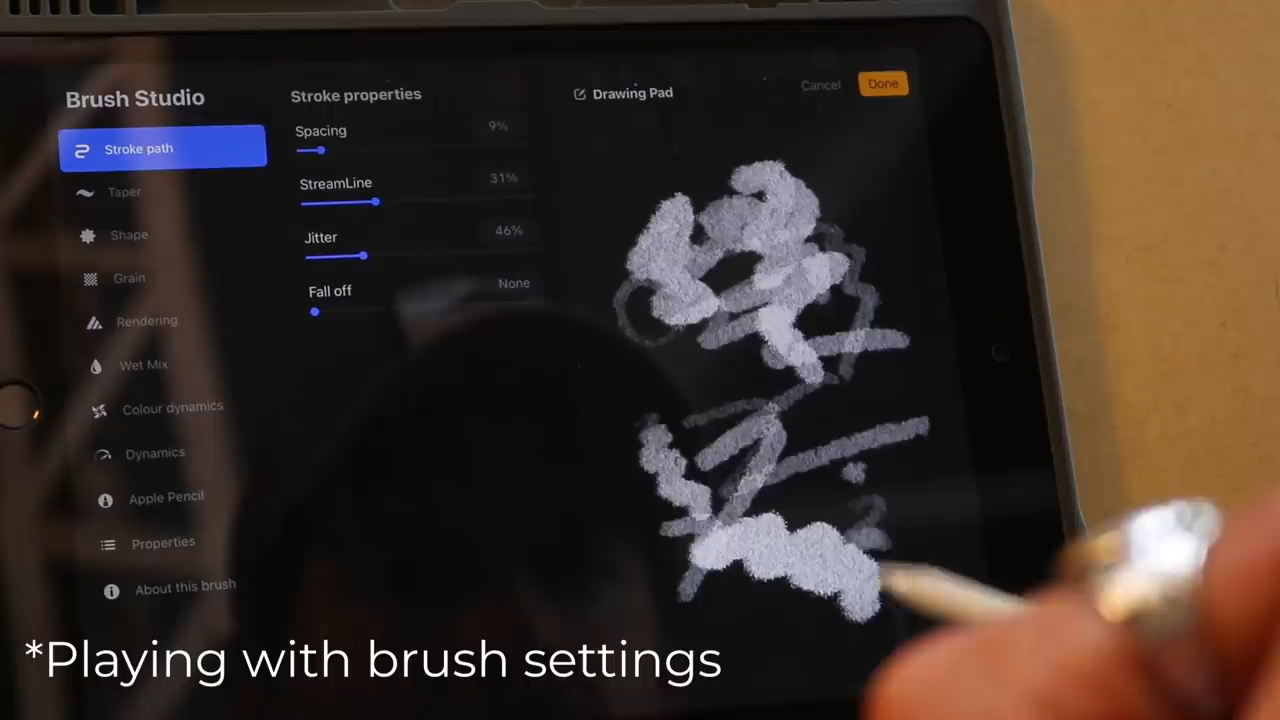 Brush Studio
Stroke path
Taper
Shape
Grain
Rendering
Wet Mix
Colour dynamics
Dynamics
Apple Pencil
Properties
About this brush
Stroke properties
Spacing 9%
StreamLine 31%
Jitter 46%
Fall off None
Drawing Pad
Cancel
Done
*Playing with brush settings